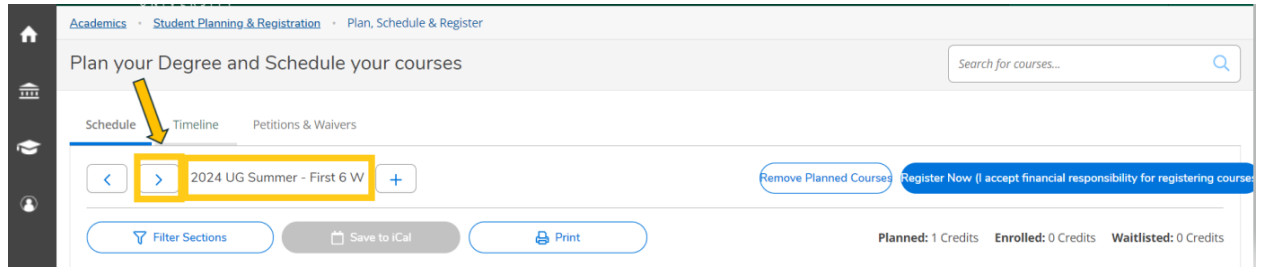 Academics · Student Planning & Registration · Plan, Schedule & Register
Plan your Degree and Schedule your courses
Search for courses...
Schedule Timeline Petitions & Waivers
2024 UG Summer - First 6 W
Remove Planned Courses
Register Now (I accept financial responsibility for registering courses
Filter Sections Save to iCal Print
Planned: 1 Credits Enrolled: 0 Credits Waitlisted: 0 Credits